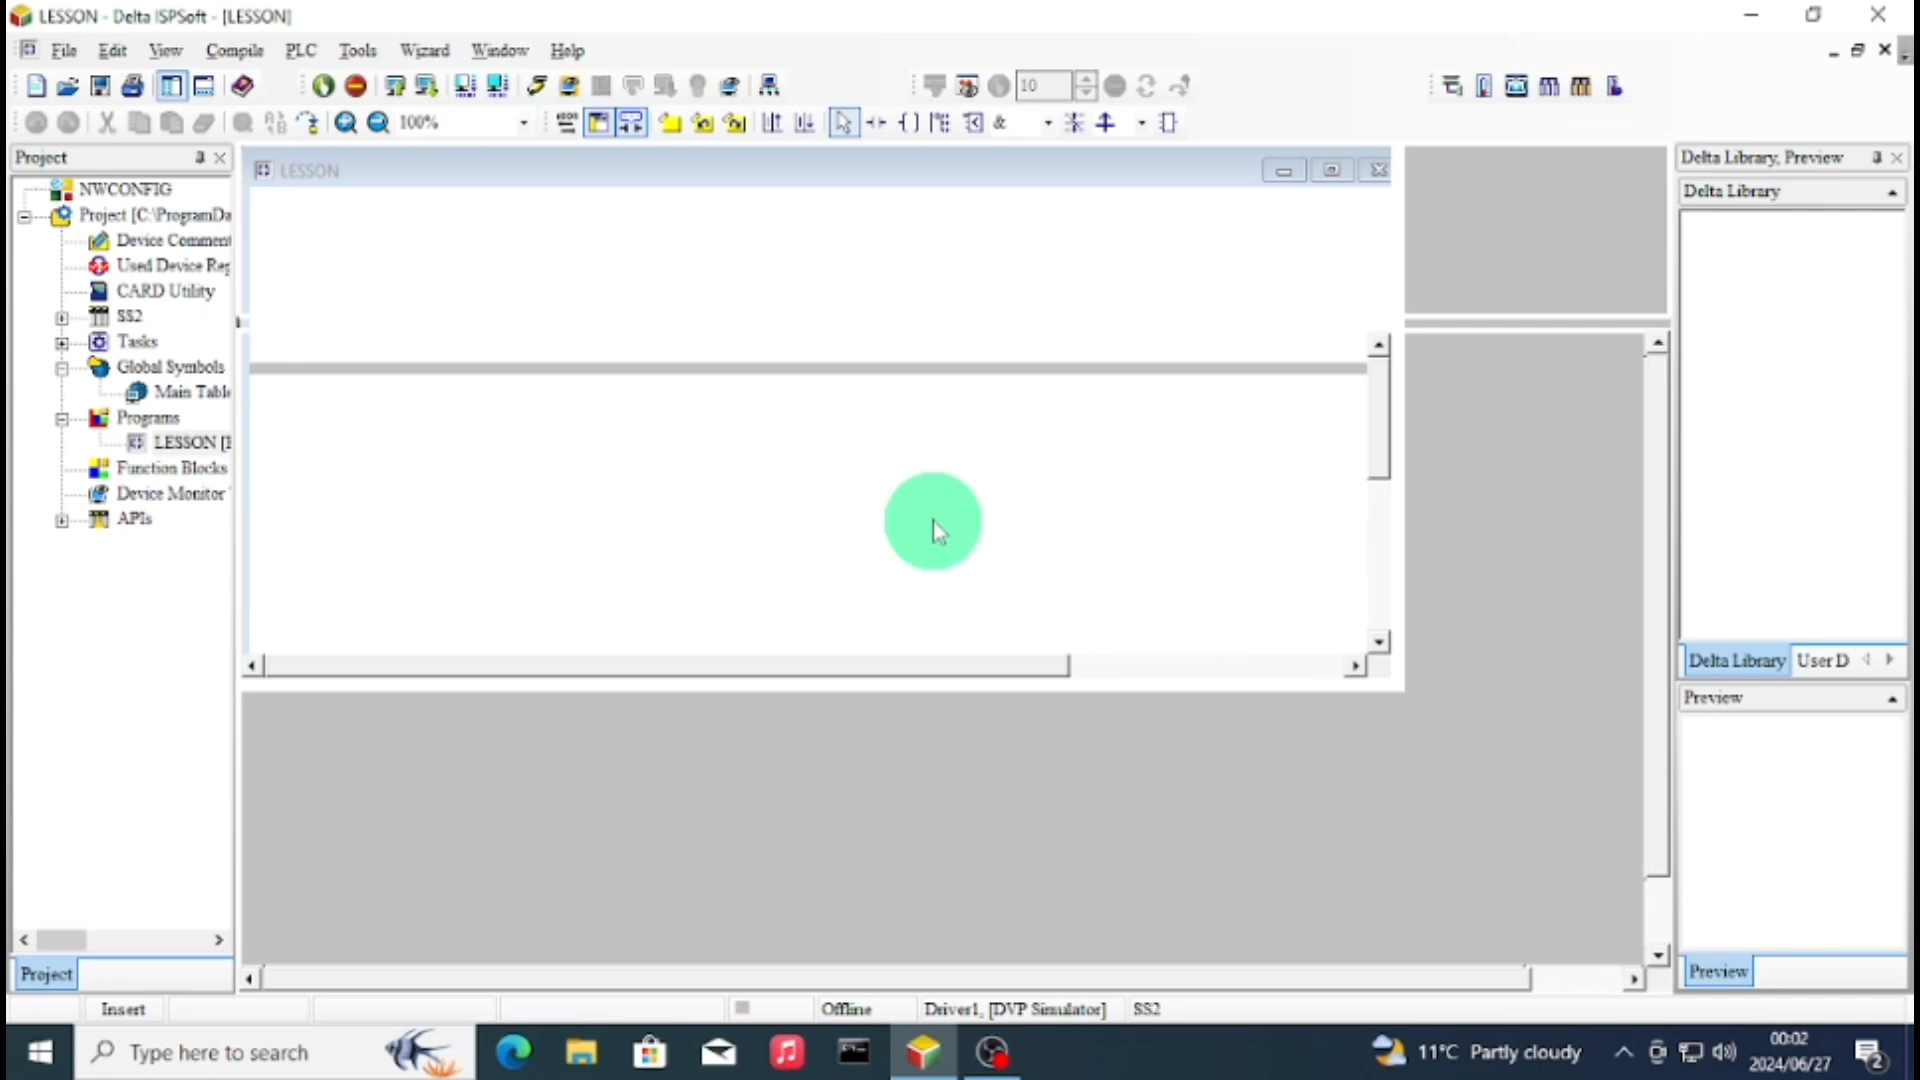 LESSON - Delta ISPSoft - [LESSON]
File Edit View Compile PLC Tools Wizard Window Help
10
100%
&
Project
NWCONFIG
Project [C:\ProgramDa
Device Comment
Used Device Rep
CARD Utility
SS2
Tasks
Global Symbols
Main Table
Programs
LESSON [
Function Blocks
Device Monitor
APIs
Project
LESSON
Delta Library, Preview
Delta Library
Delta Library User D
Preview
Preview
Insert Offline Driver1, [DVP Simulator] SS2
Type here to search
11°C Partly cloudy
00:02
2024/06/27
2